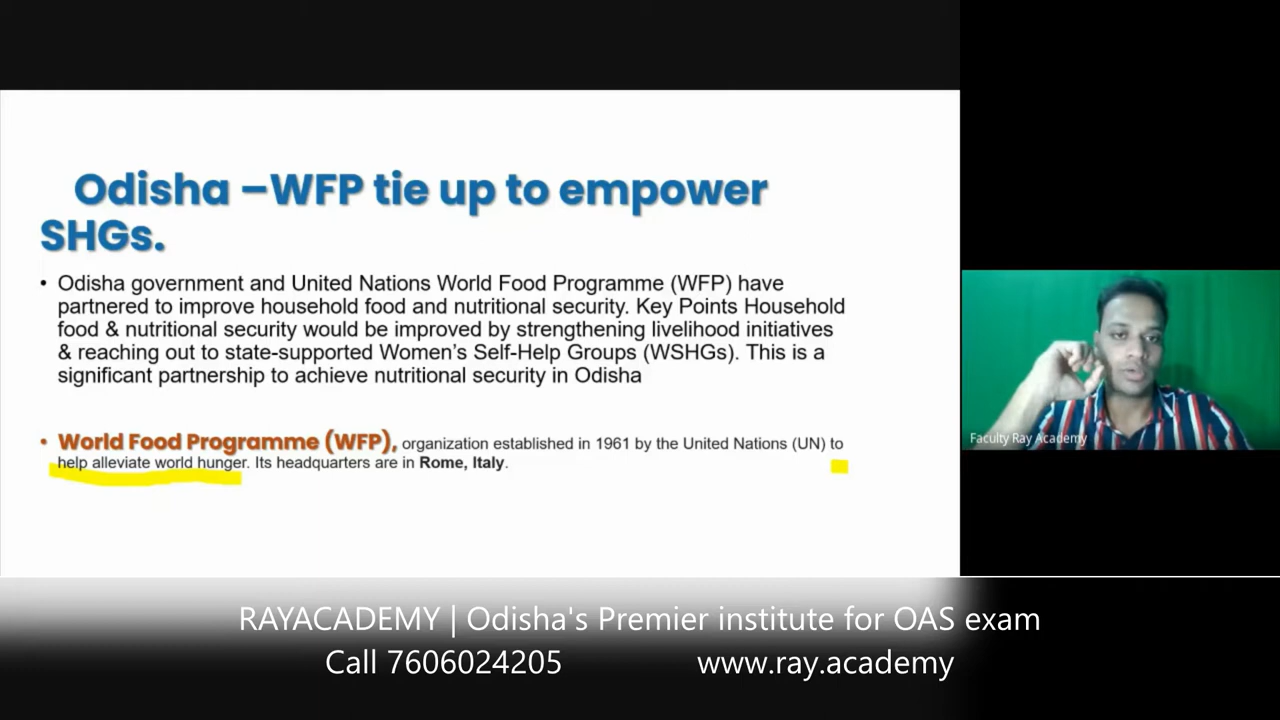 Odisha –WFP tie up to empower
SHGs.
• Odisha government and United Nations World Food Programme (WFP) have
partnered to improve household food and nutritional security. Key Points Household
food & nutritional security would be improved by strengthening livelihood initiatives
& reaching out to state-supported Women's Self-Help Groups (WSHGs). This is a
significant partnership to achieve nutritional security in Odisha
• World Food Programme (WFP), organization established in 1961 by the United Nations (UN) to
help alleviate world hunger. Its headquarters are in Rome, Italy.
Faculty Ray Academy
RAYACADEMY | Odisha's Premier institute for OAS exam
Call 7606024205 www.ray.academy